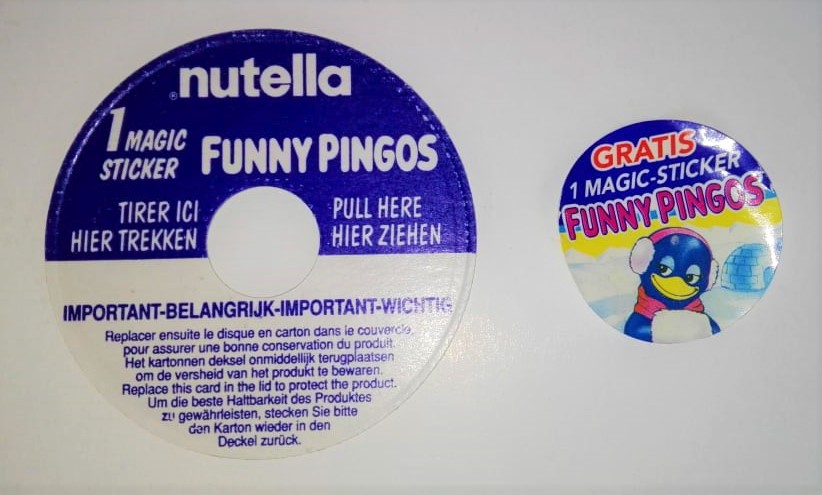 nutella
®
1 MAGIC
STICKER
FUNNY PINGOS
TIRER ICI
HIER TREKKEN
PULL HERE
HIER ZIEHEN
IMPORTANT-BELANGRIJK-IMPORTANT-WICHTIG
Replacer ensuite le disque en carton dans le couvercle,
pour assurer une bonne conservation du produit.
Het kartonnen deksel onmiddellijk terugplaatsen
om de versheid van het produkt te bewaren.
Replace this card in the lid to protect the product.
Um die beste Haltbarkeit des Produktes
zu gewährleisten, stecken Sie bitte
den Karton wieder in den
Deckel zurück.
GRATIS
1 MAGIC-STICKER
FUNNY PINGOS